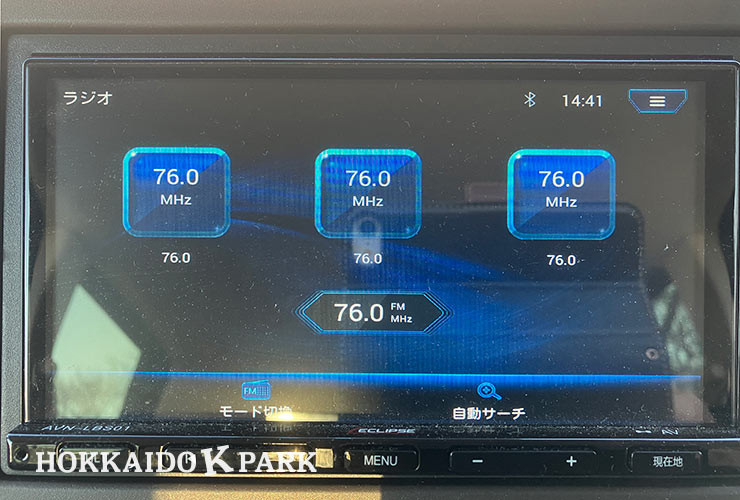 ラジオ
14:41
76.0
MHz
76.0
MHz
76.0
MHz
76.0
76.0
76.0
76.0 FM
MHz
FM
モード切換
自動サーチ
AVN-LBS01
ECLIPSE
MENU
−
+
現在地
HOKKAIDO K PARK